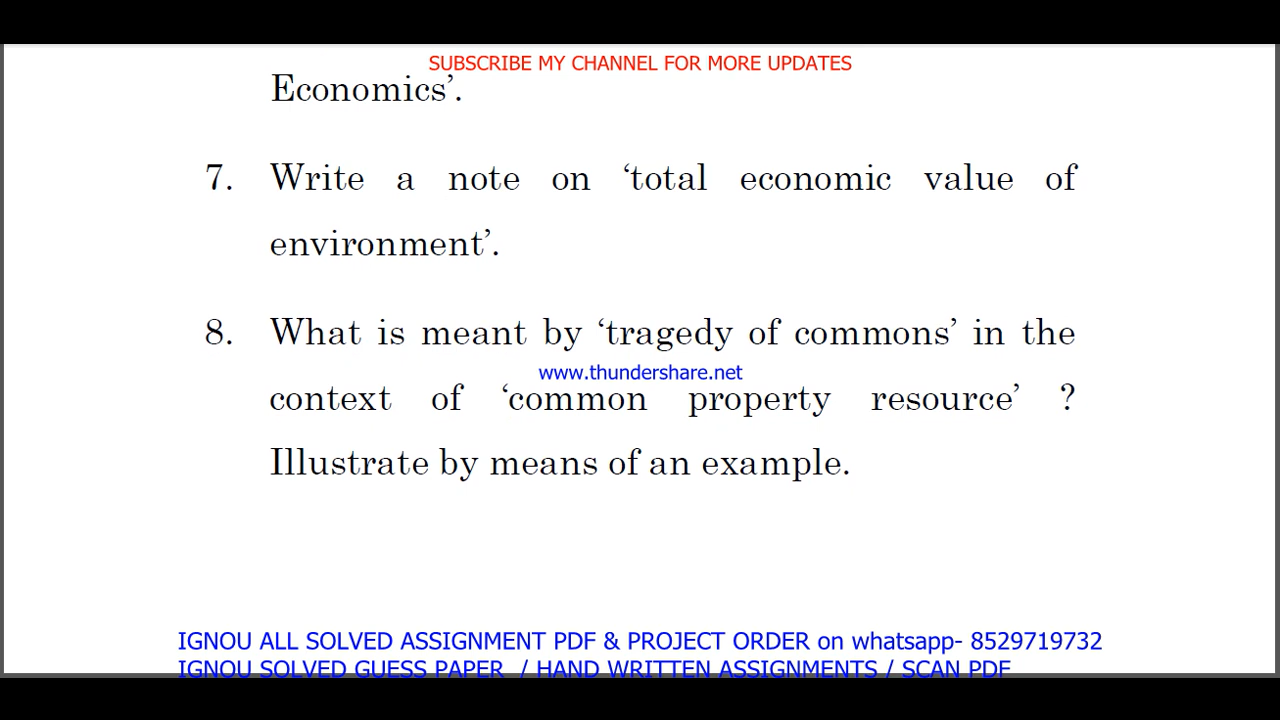 SUBSCRIBE MY CHANNEL FOR MORE UPDATES
Economics’.
7. Write a note on ‘total economic value of
environment’.
8. What is meant by ‘tragedy of commons’ in the
www.thundershare.net
context of ‘common property resource’ ?
Illustrate by means of an example.
IGNOU ALL SOLVED ASSIGNMENT PDF & PROJECT ORDER on whatsapp- 8529719732
IGNOU SOLVED GUESS PAPER / HAND WRITTEN ASSIGNMENTS / SCAN PDF